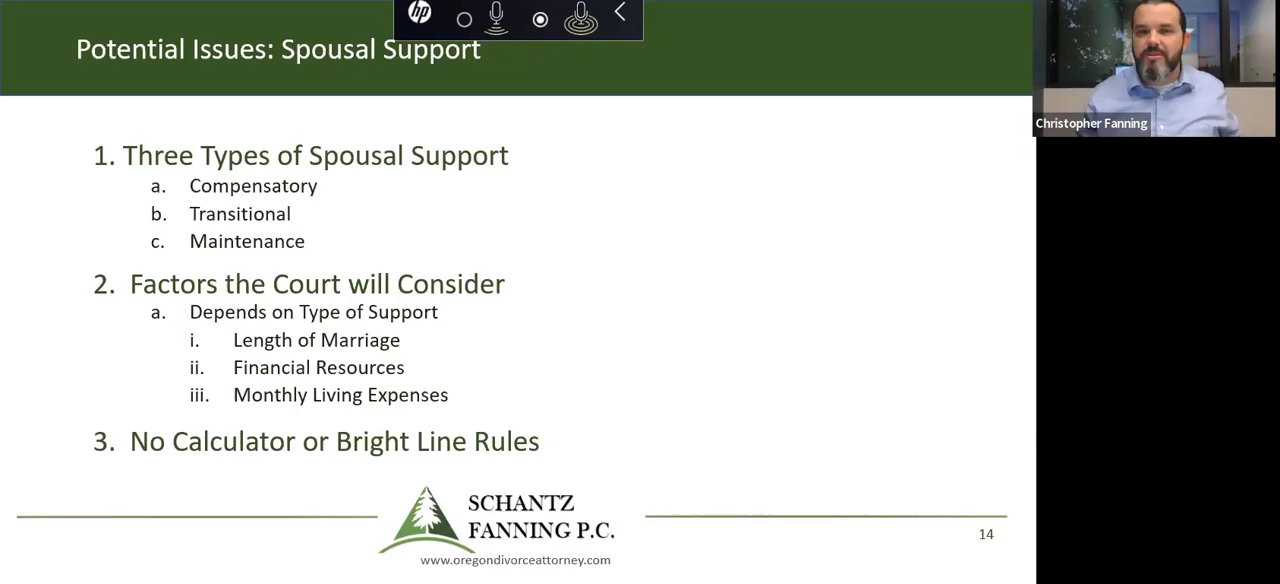 hp
Potential Issues: Spousal Support
Christopher Fanning
1. Three Types of Spousal Support
a. Compensatory
b. Transitional
c. Maintenance
2. Factors the Court will Consider
a. Depends on Type of Support
i. Length of Marriage
ii. Financial Resources
iii. Monthly Living Expenses
3. No Calculator or Bright Line Rules
SCHANTZ
FANNING P.C.
www.oregondivorceattorney.com
14